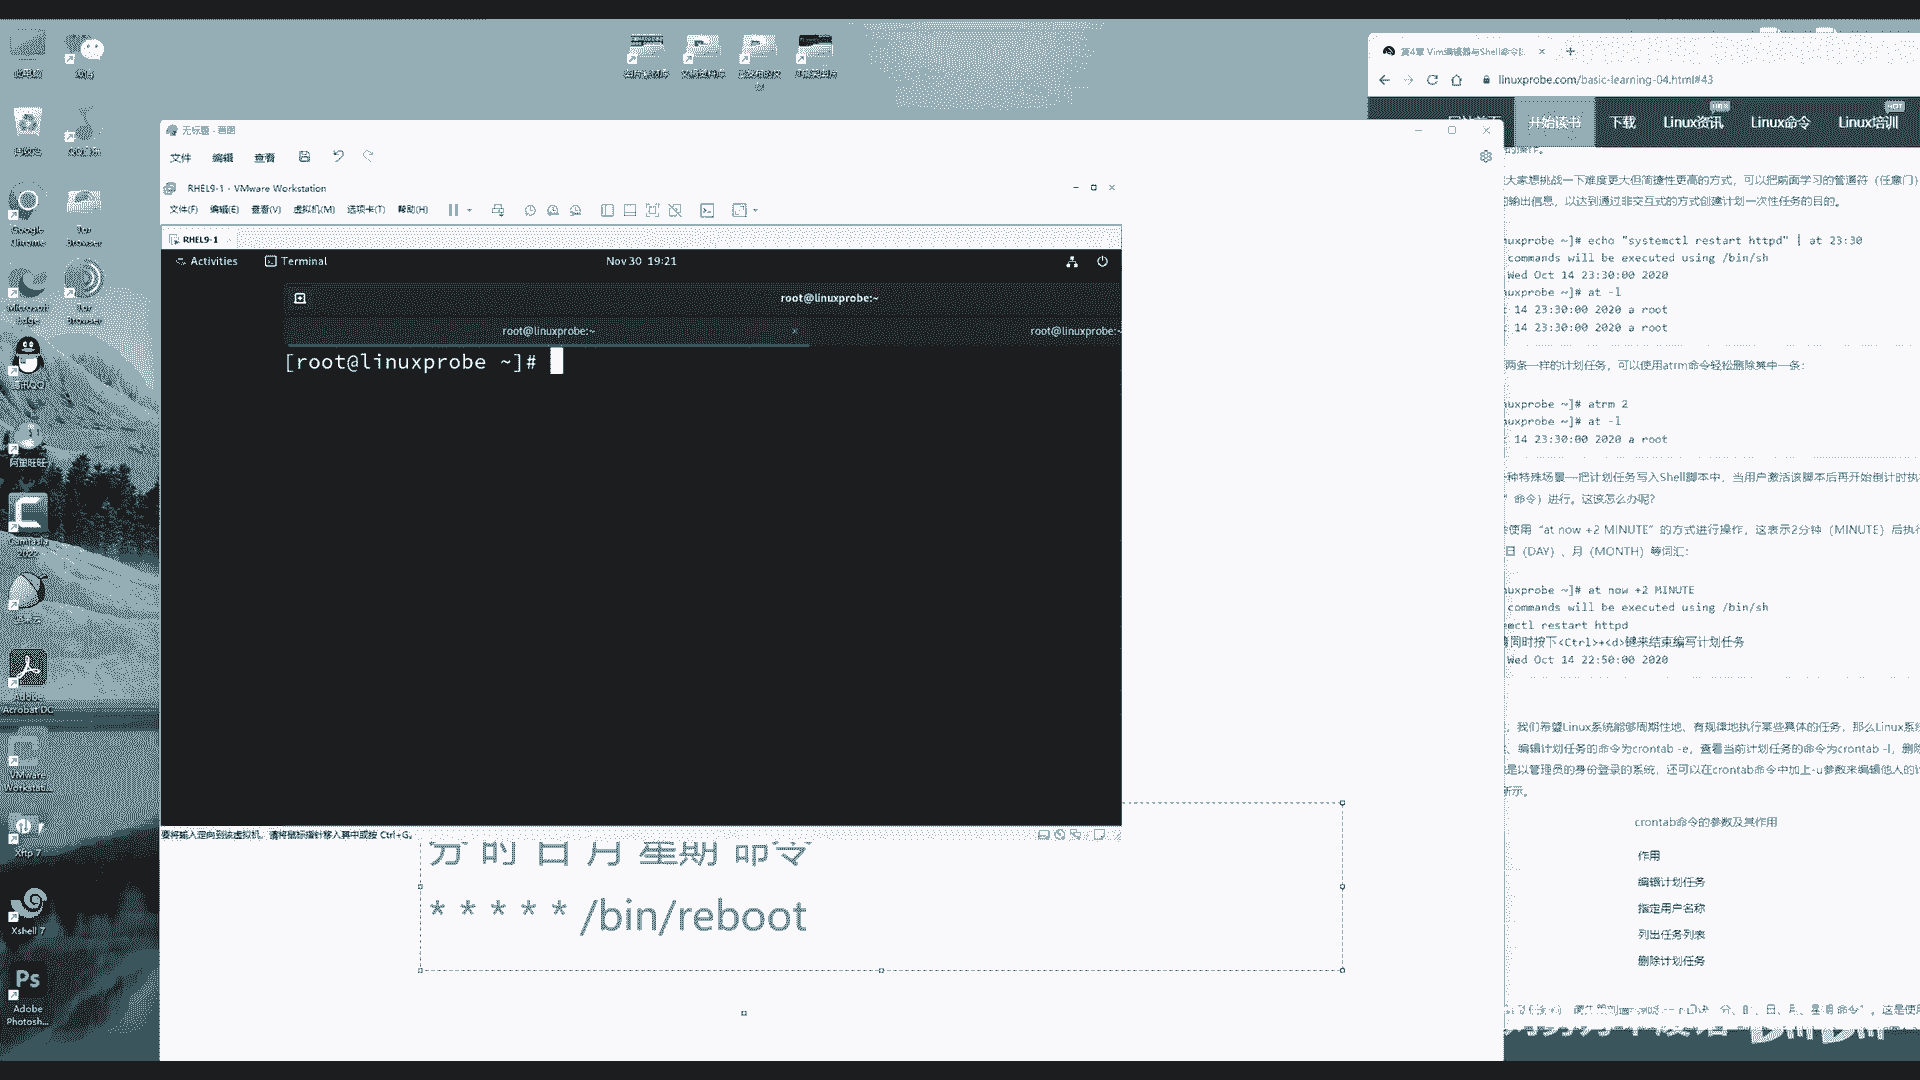 Google Chrome
Tor Browser
Microsoft Edge
Tor Browser
腾讯QQ
阿里旺旺
Camtasia 2022
坚果云
Adobe Acrobat DC
VMware Workstati...
Xftp 7
Xshell 7
Adobe Photosh...
无标题 - 画图
文件 编辑 查看
RHEL9-1 - VMware Workstation
文件(F) 编辑(E) 查看(V) 虚拟机(M) 选项卡(T) 帮助(H)
RHEL9-1
Activities Terminal Nov 30 19:21
root@linuxprobe:~
root@linuxprobe:~ × root@linuxprobe:~
[root@linuxprobe ~]#
要将输入定向到该虚拟机，请将鼠标指针移入其中或按 Ctrl+G。
分 时 日 月 星期 命令
* * * * * /bin/reboot
第4章 Vim编辑器与Shell命令
linuxprobe.com/basic-learning-04.html#43
开始读书 下载 Linux资讯 Linux命令 Linux培训
的操作。
大家想挑战一下难度更大但简捷性更高的方式，可以把前面学习的管道符（任意门）
输出信息，以达到通过非交互式的方式创建计划一次性任务的目的。
uxprobe ~]# echo "systemctl restart httpd" | at 23:30
commands will be executed using /bin/sh
Wed Oct 14 23:30:00 2020
uxprobe ~]# at -l
14 23:30:00 2020 a root
14 23:30:00 2020 a root
两条一样的计划任务，可以使用atrm命令轻松删除其中一条：
uxprobe ~]# atrm 2
uxprobe ~]# at -l
14 23:30:00 2020 a root
种特殊场景—把计划任务写入Shell脚本中，当用户激活该脚本后再开始倒计时执
命令）进行。这该怎么办呢？
使用“at now +2 MINUTE”的方式进行操作，这表示2分钟（MINUTE）后执行
日（DAY）、月（MONTH）等词汇：
uxprobe ~]# at now +2 MINUTE
commands will be executed using /bin/sh
mctl restart httpd
同时按下<Ctrl>+<d>键来结束编写计划任务
Wed Oct 14 22:50:00 2020
，我们希望Linux系统能够周期性地、有规律地执行某些具体的任务，那么Linux系统
、编辑计划任务的命令为crontab -e，查看当前计划任务的命令为crontab -l，删除
是以管理员的身份登录的系统，还可以在crontab命令中加上-u参数来编辑他人的计
所示。
crontab命令的参数及其作用
作用
编辑计划任务
指定用户名称
列出任务列表
删除计划任务
分、时、日、月、星期 命令”。这是使用